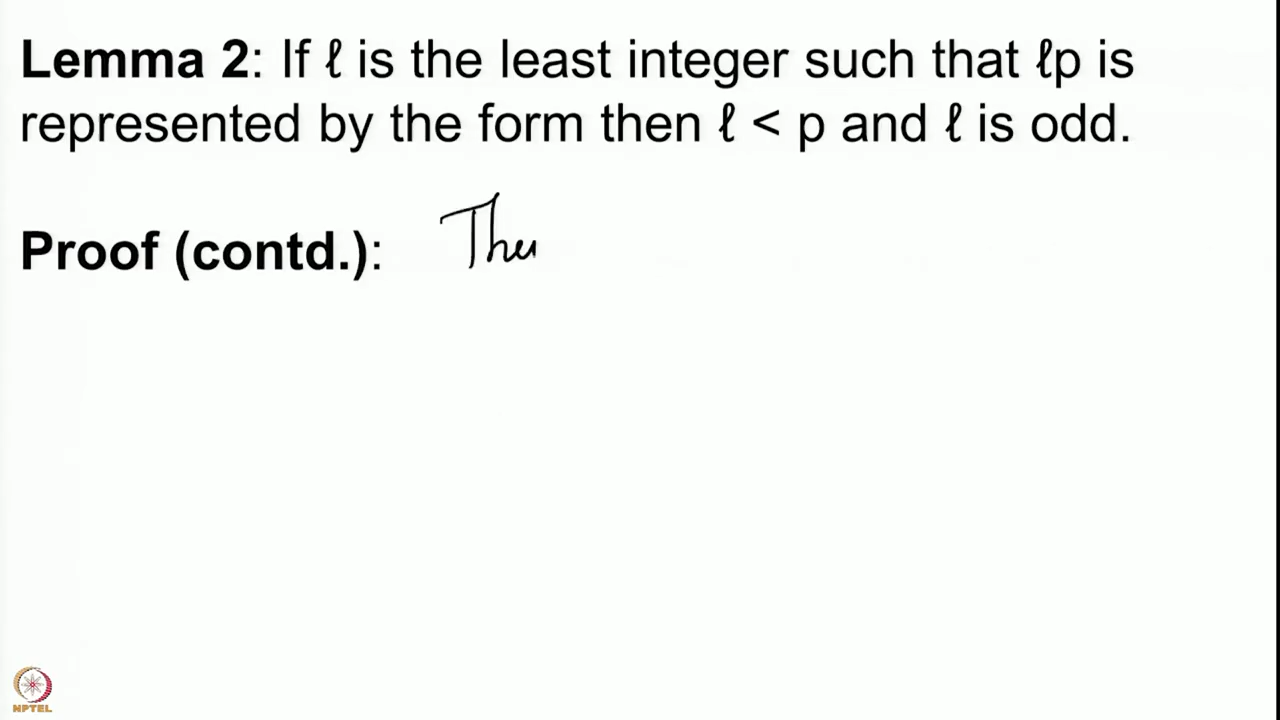 Lemma 2: If ℓ is the least integer such that ℓp is
represented by the form then ℓ < p and ℓ is odd.
Proof (contd.): Thu
NPTEL